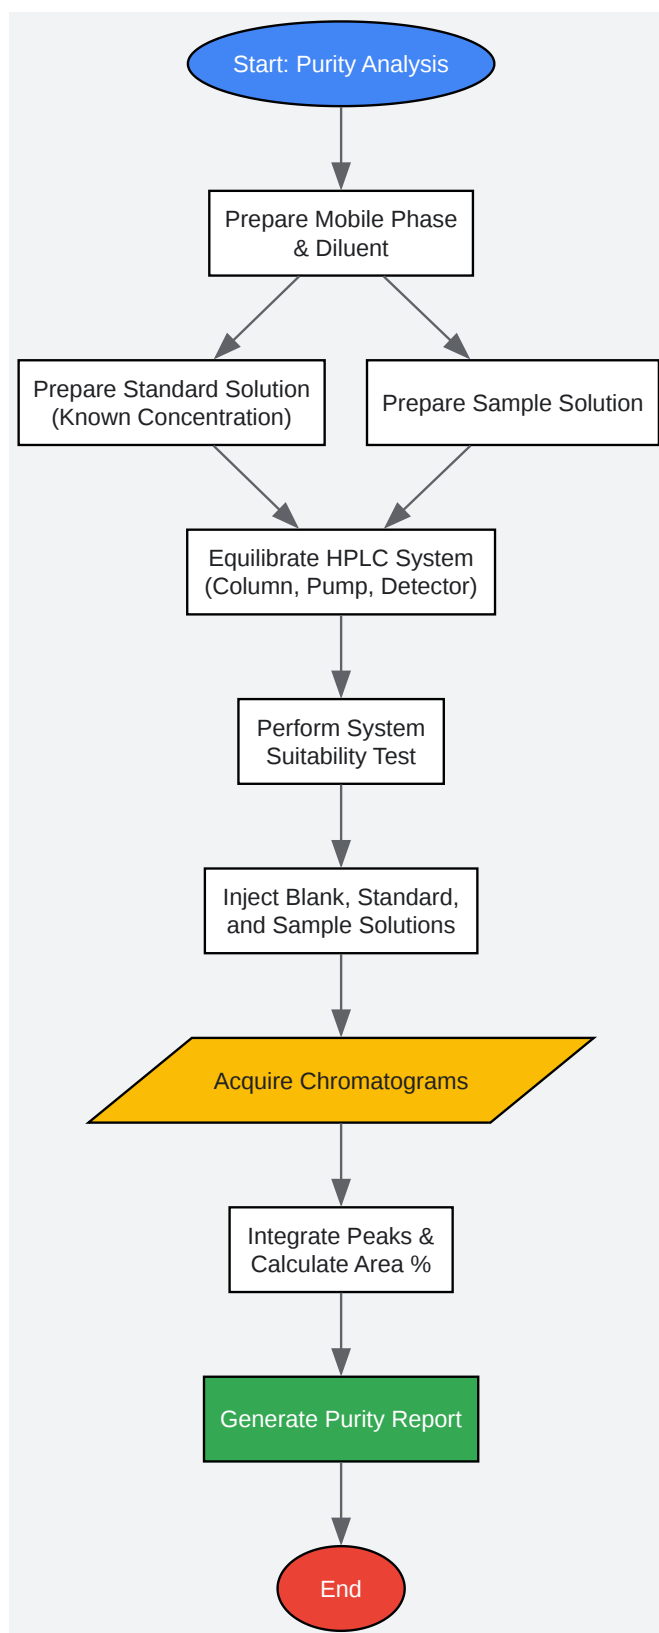 Start: Purity Analysis
Prepare Mobile Phase
& Diluent
Prepare Standard Solution
(Known Concentration)
Prepare Sample Solution
Equilibrate HPLC System
(Column, Pump, Detector)
Perform System
Suitability Test
Inject Blank, Standard,
and Sample Solutions
Acquire Chromatograms
Integrate Peaks &
Calculate Area %
Generate Purity Report
End